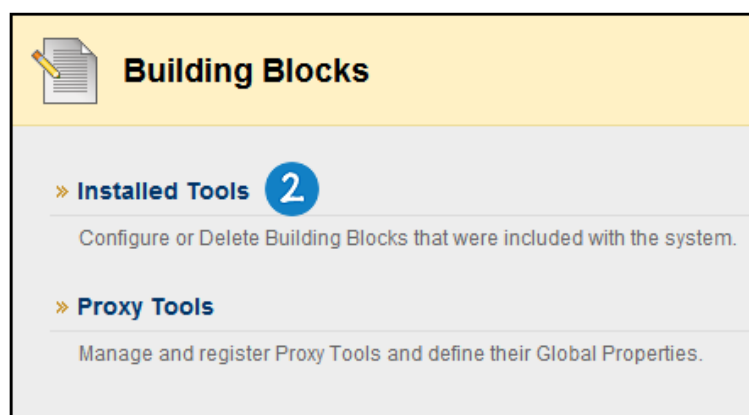 Building Blocks
» Installed Tools 2
Configure or Delete Building Blocks that were included with the system.
» Proxy Tools
Manage and register Proxy Tools and define their Global Properties.